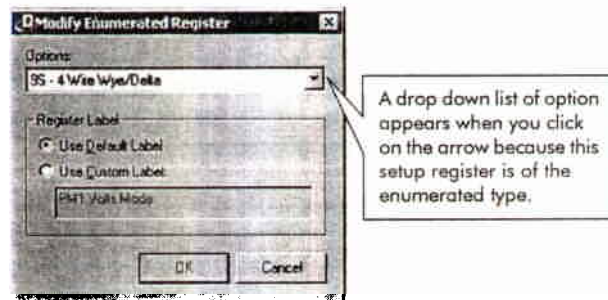 Modify Enumerated Register
Options:
9S - 4 Wire Wye/Delta
Register Label
Use Default Label
Use Custom Label:
PM1 Volts Mode
OK
Cancel
A drop down list of option
appears when you click
on the arrow because this
setup register is of the
enumerated type.